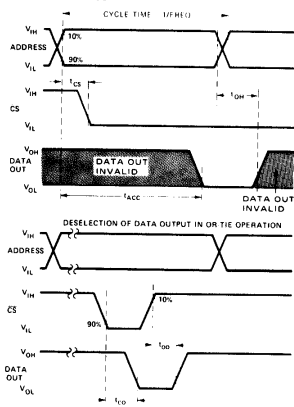 CYCLE TIME 1/FREQ
VIH
ADDRESS
VIL
10%
90%
tCS
tOH
VIH
CS
VIL
VOH
DATA OUT
VOL
DATA OUT INVALID
tACC
DATA OUT INVALID
DESELECTION OF DATA OUTPUT IN OR TIE OPERATION
VIH
ADDRESS
VIL
VIH
CS
VIL
90%
10%
tOD
VOH
DATA OUT
VOL
tCO